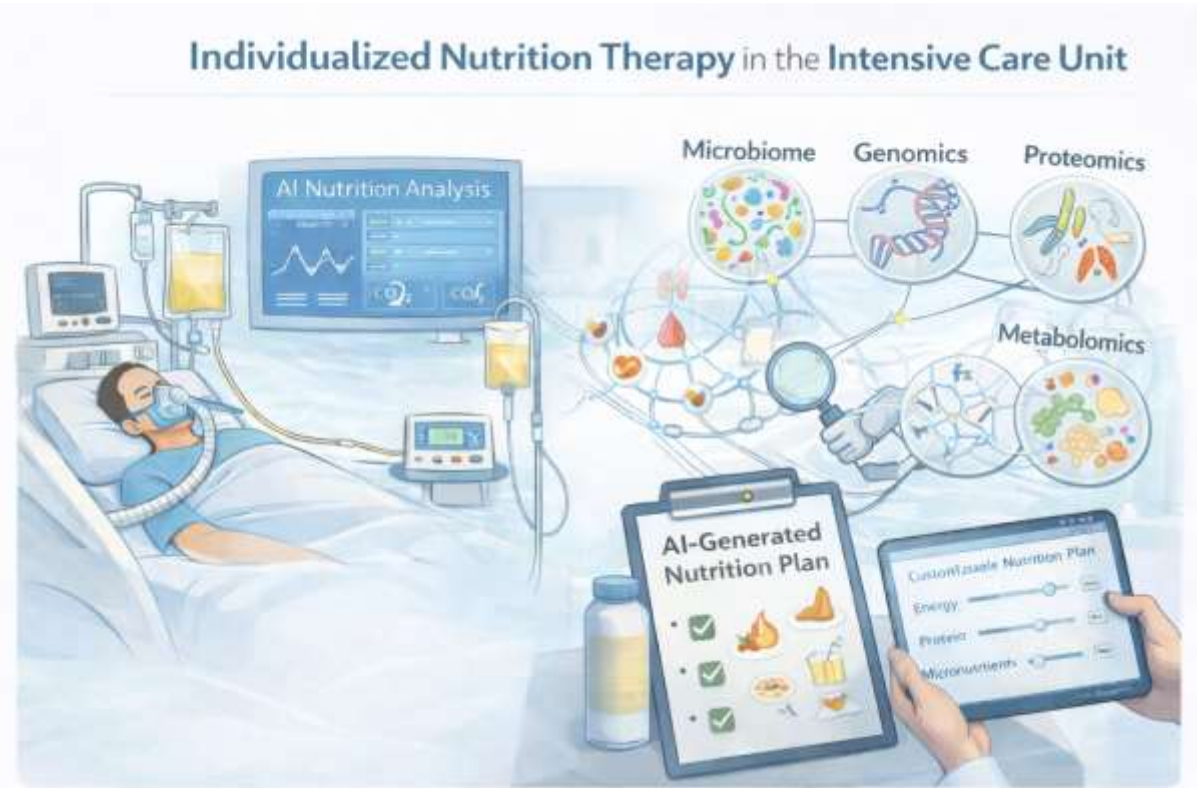 Individualized Nutrition Therapy in the Intensive Care Unit
Microbiome
Genomics
Proteomics
AI Nutrition Analysis
Metabolomics
AI-Generated
Nutrition Plan
Nutrition Plan
Energy
Protein
Micronutrients